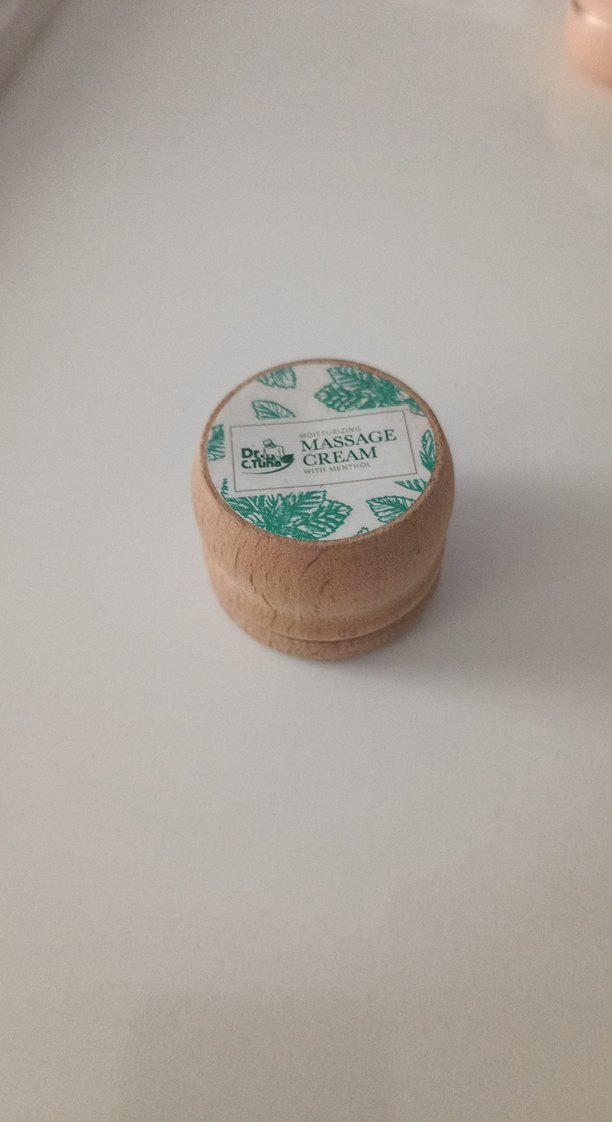 Dr.
C.Tuna
MOISTURIZING
MASSAGE
CREAM
WITH MENTHOL